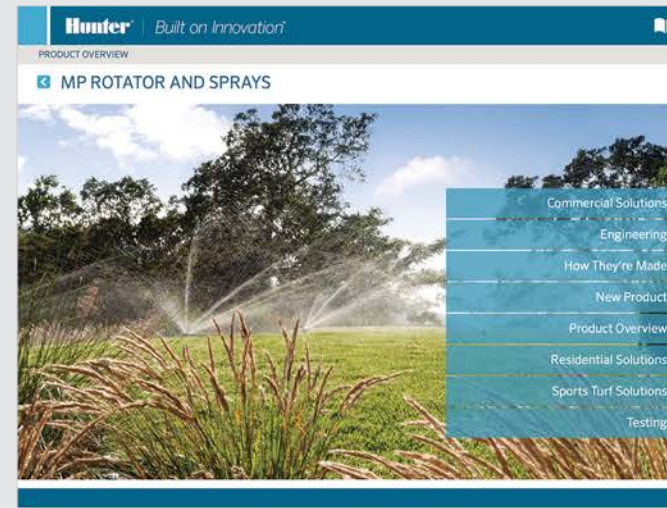 Hunter® | Built on Innovation®
PRODUCT OVERVIEW
MP ROTATOR AND SPRAYS
Commercial Solutions
Engineering
How They're Made
New Product
Product Overview
Residential Solutions
Sports Turf Solutions
Testing